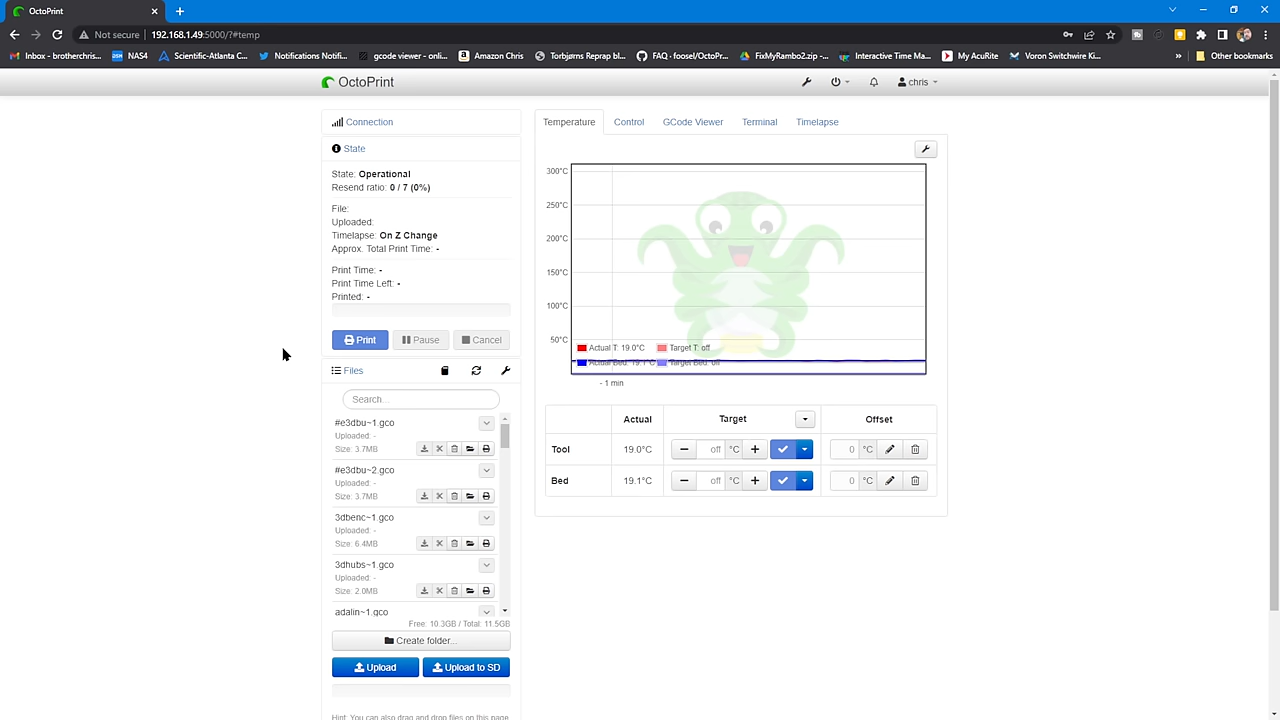 OctoPrint
Not secure 192.168.1.49:5000/?#temp
Inbox - brotherchris... NAS4 Scientific-Atlanta C... Notifications Notifi... gcode viewer - onli... Amazon Chris Torbjørns Reprap bl... FAQ · foosel/OctoPr... FixMyRambo2.zip -... Interactive Time Ma... My AcuRite Voron Switchwire Ki... » Other bookmarks
OctoPrint chris
Connection
State
State: Operational
Resend ratio: 0 / 7 (0%)
File:
Uploaded:
Timelapse: On Z Change
Approx. Total Print Time: -
Print Time: -
Print Time Left: -
Printed: -
Print Pause Cancel
Files
Search...
#e3dbu~1.gco
Uploaded: -
Size: 3.7MB
#e3dbu~2.gco
Uploaded: -
Size: 3.7MB
3dbenc~1.gco
Uploaded: -
Size: 6.4MB
3dhubs~1.gco
Uploaded: -
Size: 2.0MB
adalin~1.gco
Free: 10.3GB / Total: 11.5GB
Create folder...
Upload Upload to SD
Hint: You can also drag and drop files on this page
Temperature Control GCode Viewer Terminal Timelapse
300°C
250°C
200°C
150°C
100°C
50°C
Actual T: 19.0°C Target T: off
Actual Bed: 19.1°C Target Bed: off
- 1 min
Actual Target Offset
Tool 19.0°C off °C 0 °C
Bed 19.1°C off °C 0 °C